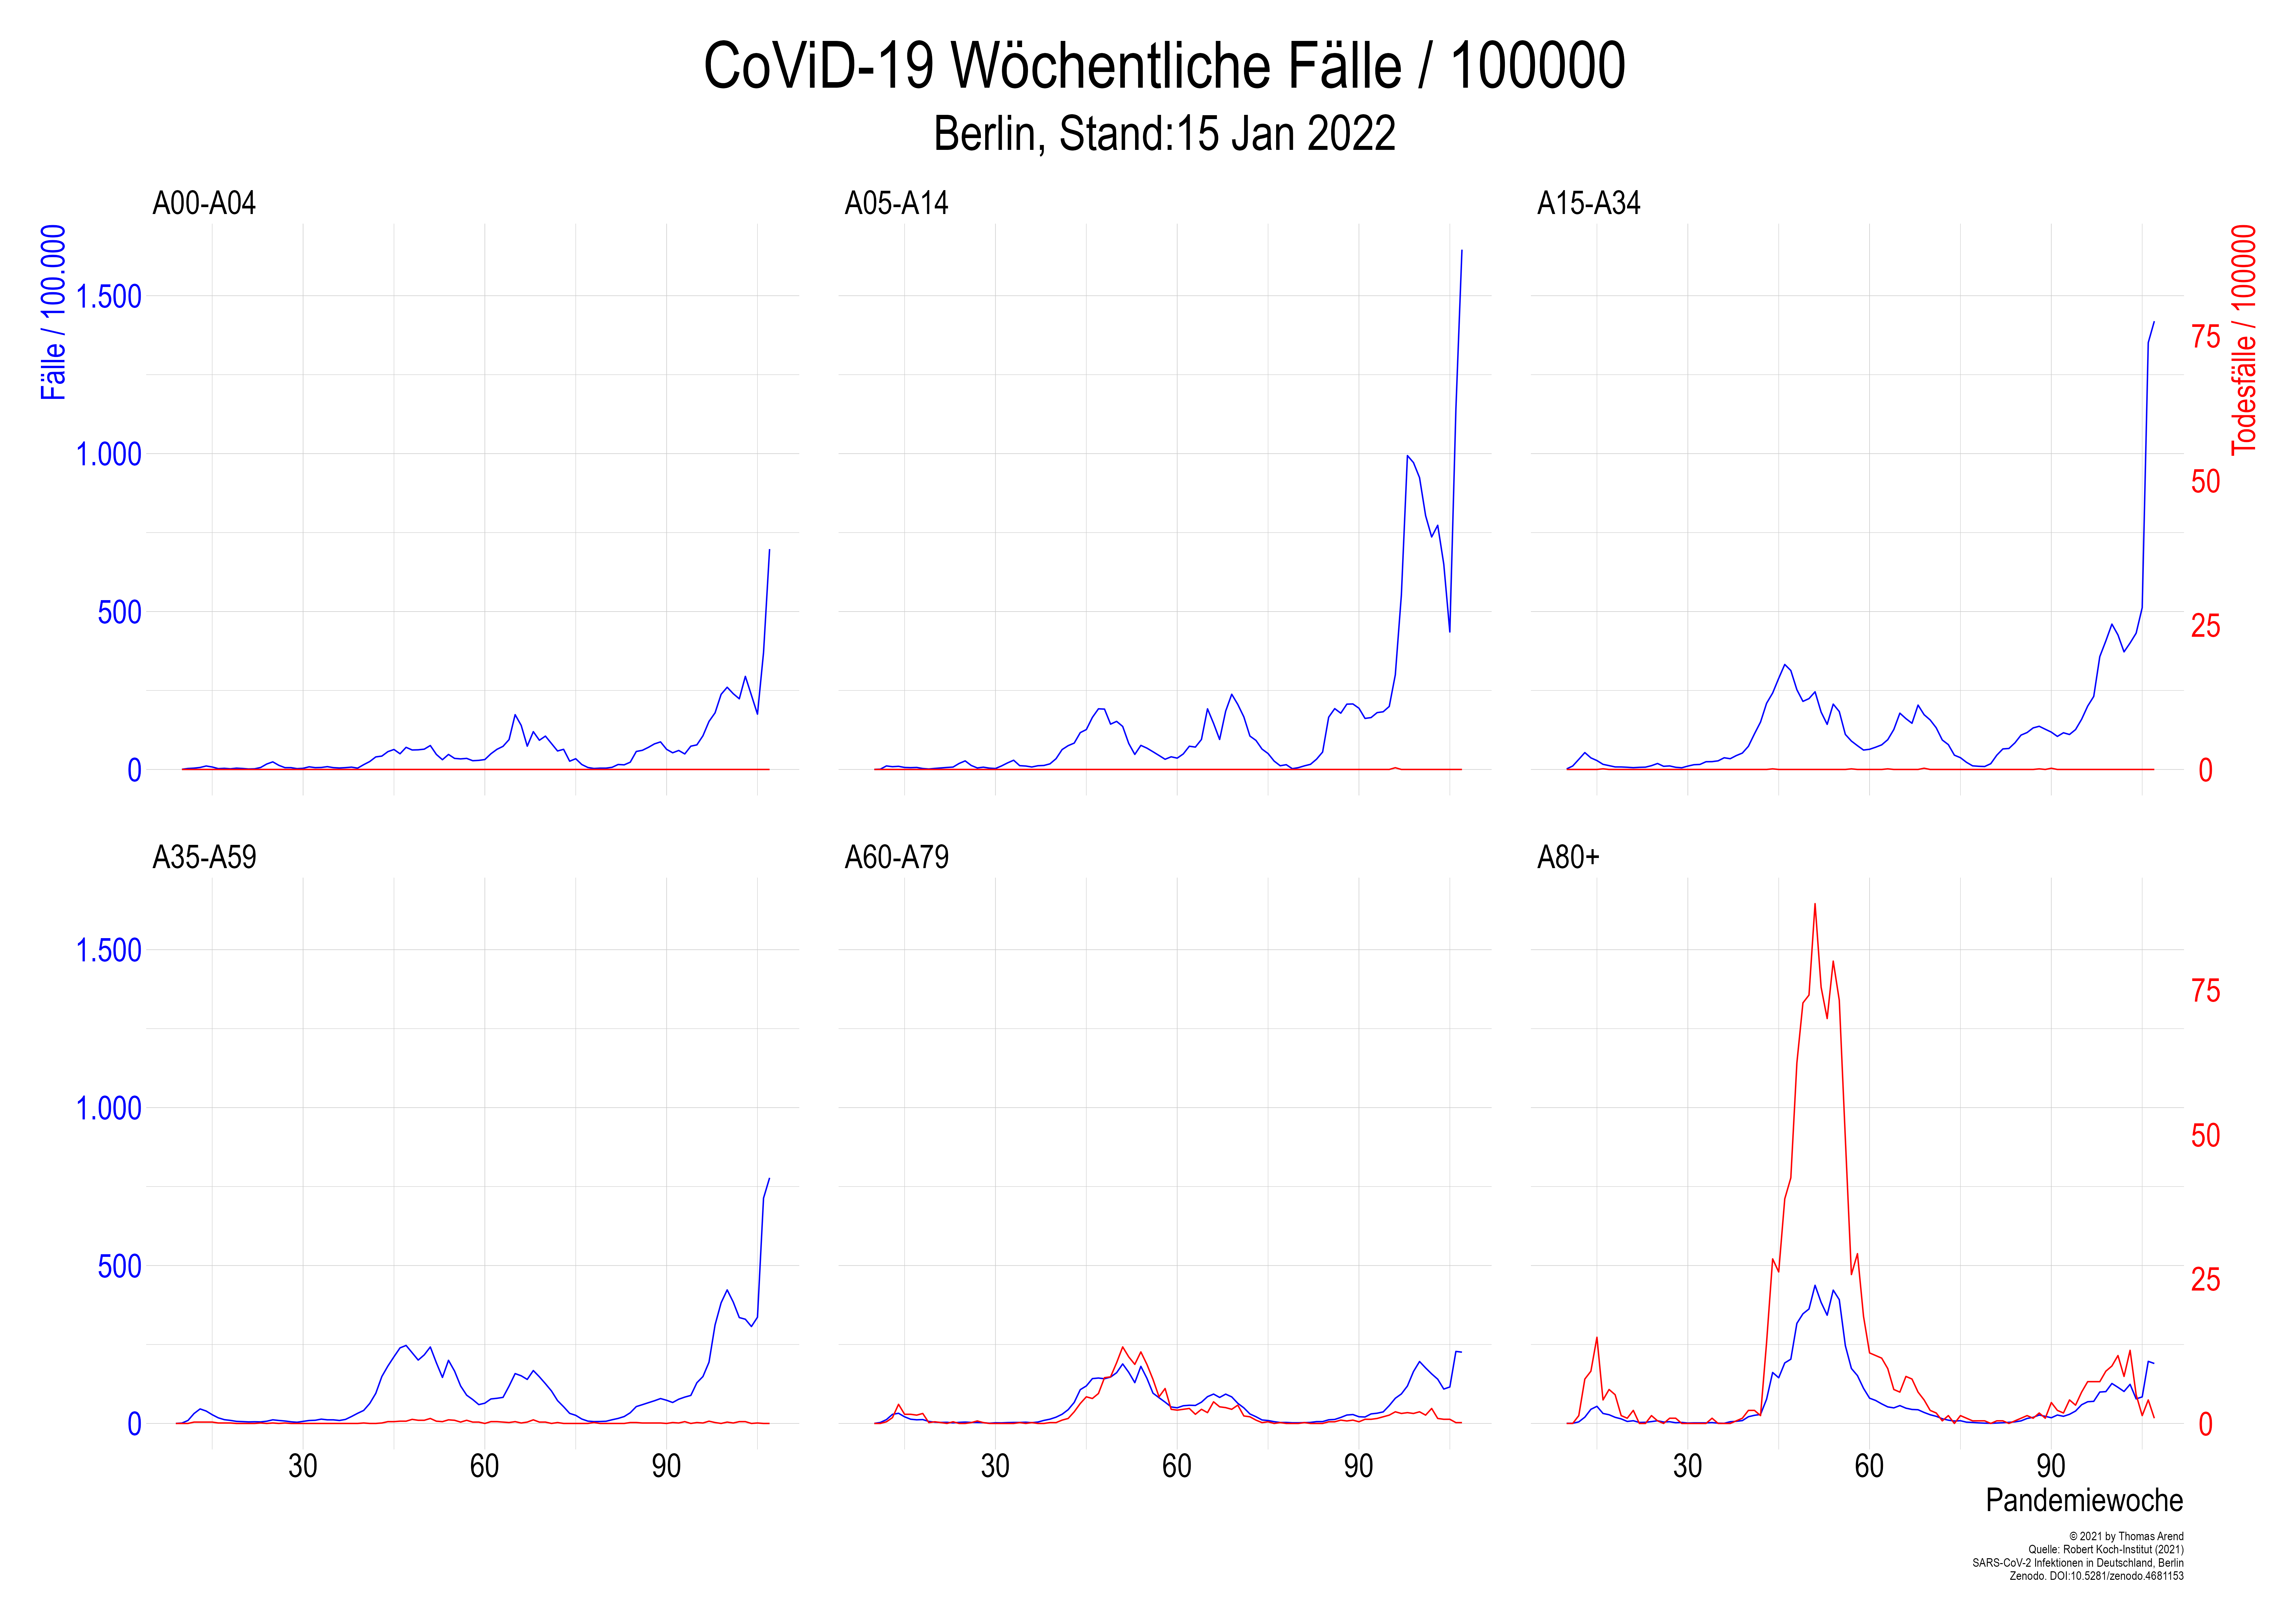 CoViD-19 Wöchentliche Fälle / 100000
Berlin, Stand:15 Jan 2022
A00-A04
A05-A14
A15-A34
Fälle / 100.000
1.500
1.000
500
0
Todesfälle / 100000
75
50
25
0
A35-A59
A60-A79
A80+
1.500
1.000
500
0
75
50
25
0
30 60 90
30 60 90
30 60 90
Pandemiewoche
© 2021 by Thomas Arend
Quelle: Robert Koch-Institut (2021)
SARS-CoV-2 Infektionen in Deutschland, Berlin
Zenodo. DOI:10.5281/zenodo.4681153